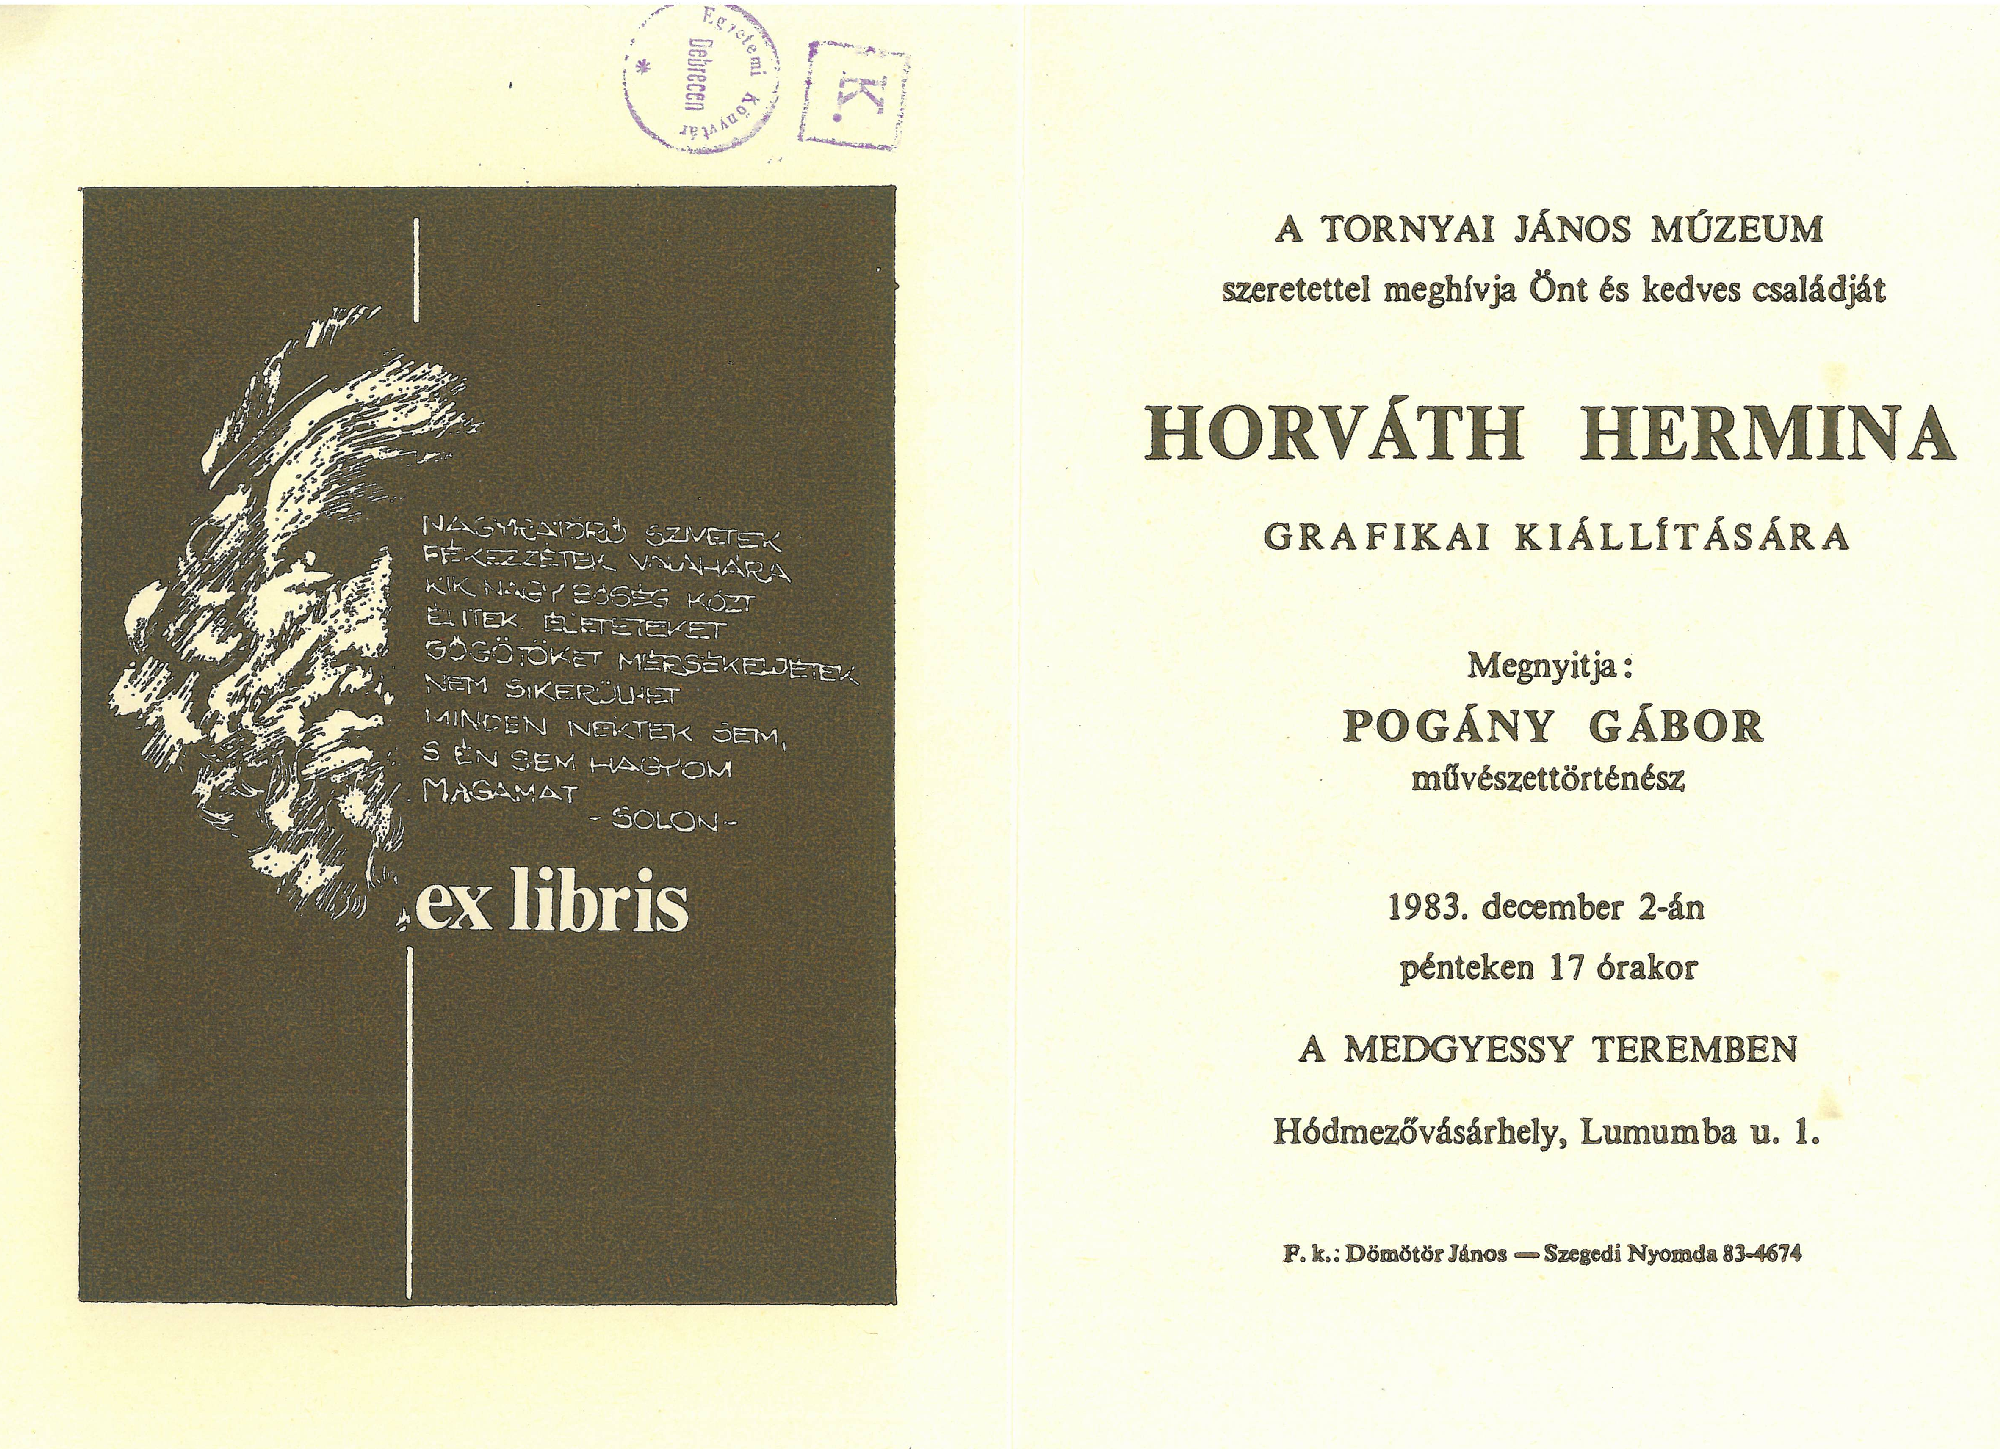 Egyetemi Könyvtár
Debrecen
K.
NAGYRATÖRŐ SZIVETEK
FÉKEZZÉTEK VALAHÁRA
KIK NAGY BŐSÉG KÖZT
ÉLITEK ÉLETETEKET
GŐGÖTÖKET MÉRSÉKELJÉTEK
NEM SIKERÜLHET
MINDEN NEKTEK SEM,
S ÉN SEM HAGYOM
MAGAMAT
- SOLON -
ex libris
A TORNYAI JÁNOS MÚZEUM
szeretettel meghívja Önt és kedves családját
HORVÁTH HERMINA
GRAFIKAI KIÁLLÍTÁSÁRA
Megnyitja:
POGÁNY GÁBOR
művészettörténész
1983. december 2-án
pénteken 17 órakor
A MEDGYESSY TEREMBEN
Hódmezővásárhely, Lumumba u. 1.
F. k.: Dömötör János — Szegedi Nyomda 83-4674